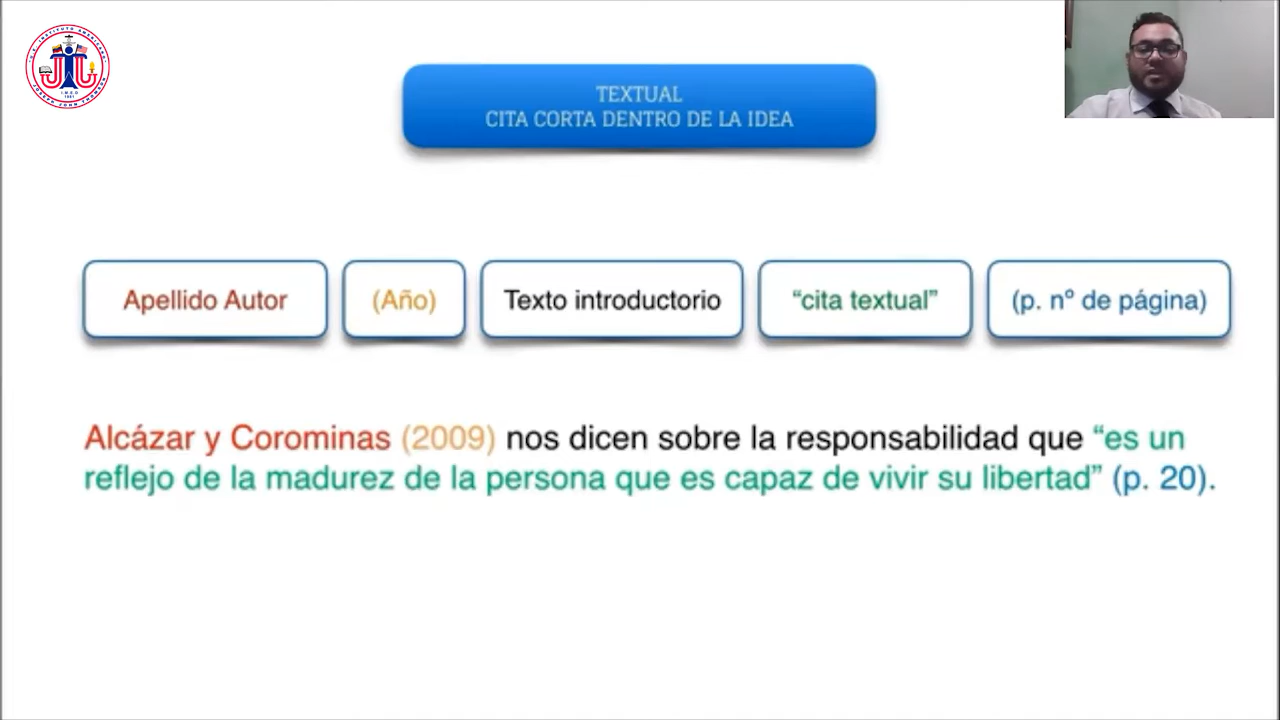 TEXTUAL
CITA CORTA DENTRO DE LA IDEA
Apellido Autor
(Año)
Texto introductorio
“cita textual”
(p. nº de página)
Alcázar y Corominas (2009) nos dicen sobre la responsabilidad que “es un
reflejo de la madurez de la persona que es capaz de vivir su libertad” (p. 20).